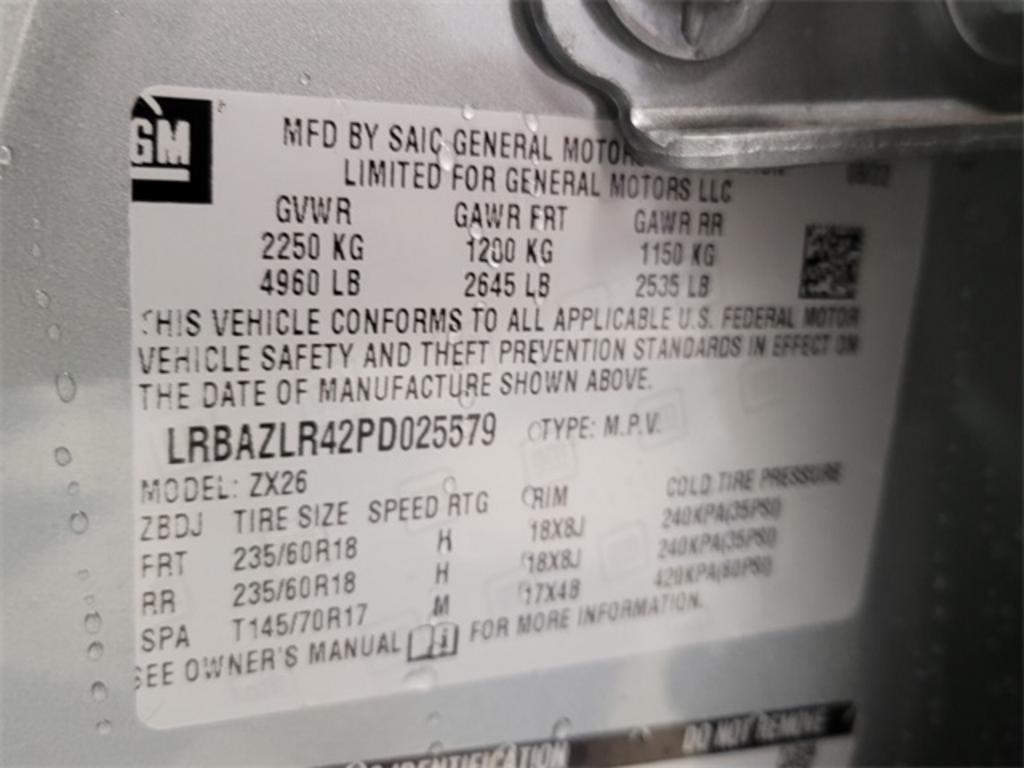 GM
MFD BY SAIC GENERAL
LIMITED FOR GENERAL MOTORS LLC
GVWR GAWR FRT GAWR RR
2250 KG 1200 KG 1150 KG
4960 LB 2645 LB 2535 LB
THIS VEHICLE CONFORMS TO ALL APPLICABLE U.S. FEDERAL MOTOR
VEHICLE SAFETY AND THEFT PREVENTION STANDARDS IN EFFECT ON
THE DATE OF MANUFACTURE SHOWN ABOVE.
LRBAZLR42PD025579 TYPE: M.P.V.
MODEL: ZX26
ZBDJ TIRE SIZE SPEED RTG RIM COLD TIRE PRESSURE
FRT 235/60R18 H 18X8J 240KPA(35PSI)
RR 235/60R18 H 18X8J 240KPA(35PSI)
SPA T145/70R17 M 17X4B 420KPA(60PSI)
SEE OWNER'S MANUAL FOR MORE INFORMATION.
IDENTIFICATION DO NOT REMOVE